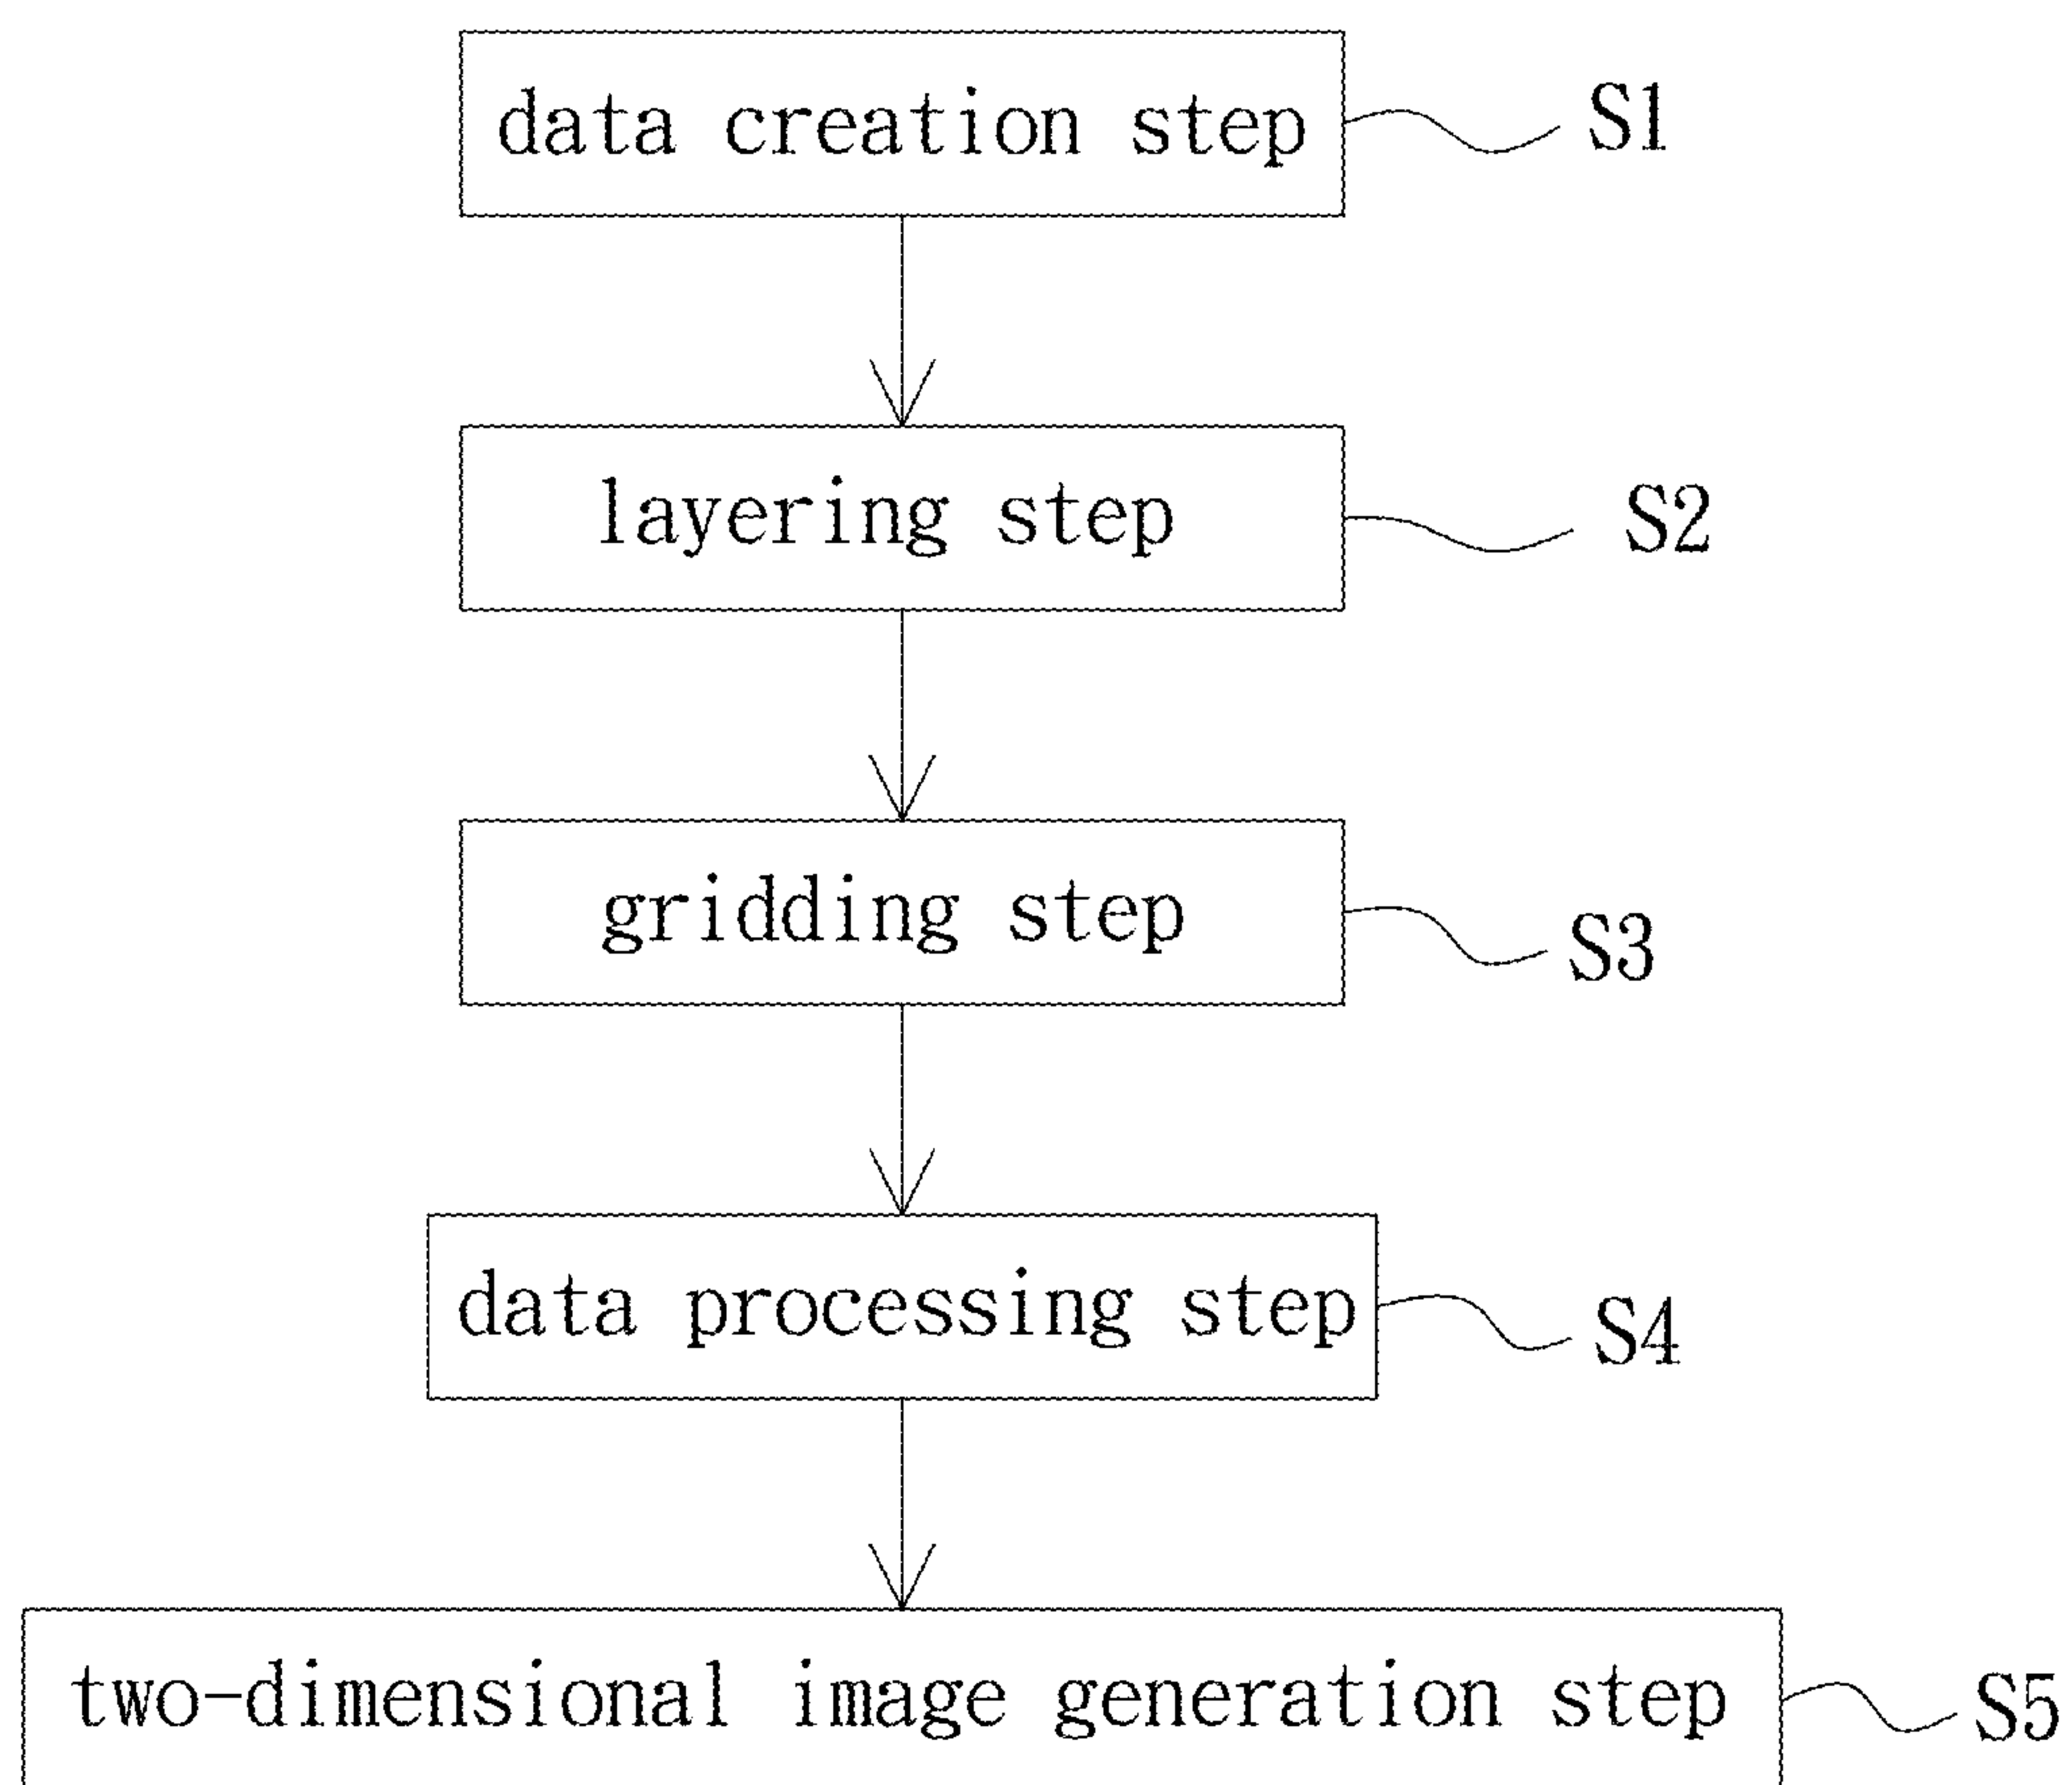 data creation step S1
layering step S2
gridding step S3
data processing step S4
two-dimensional image generation step S5